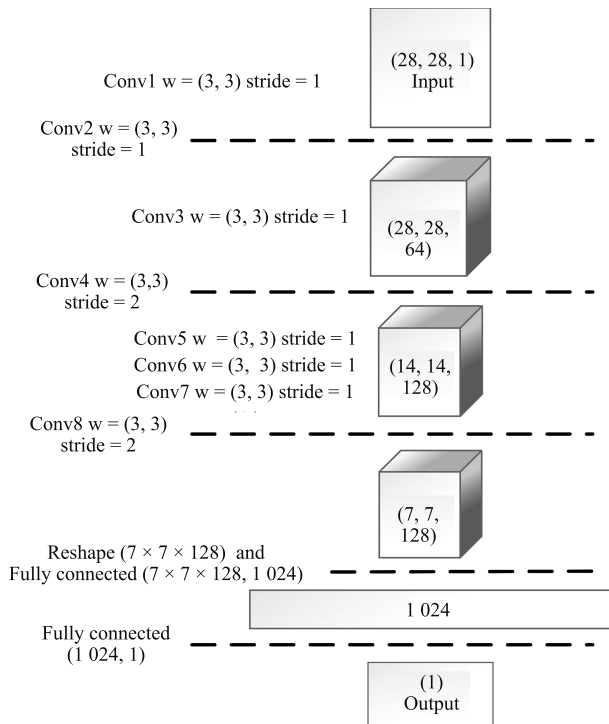 (28, 28, 1)
Input
Conv1 w = (3, 3) stride = 1
Conv2 w = (3, 3)
stride = 1
Conv3 w = (3, 3) stride = 1
(28, 28,
64)
Conv4 w = (3,3)
stride = 2
Conv5 w = (3, 3) stride = 1
Conv6 w = (3, 3) stride = 1
Conv7 w = (3, 3) stride = 1
(14, 14,
128)
Conv8 w = (3, 3)
stride = 2
(7, 7,
128)
Reshape (7 × 7 × 128) and
Fully connected (7 × 7 × 128, 1 024)
1 024
Fully connected
(1 024, 1)
(1)
Output